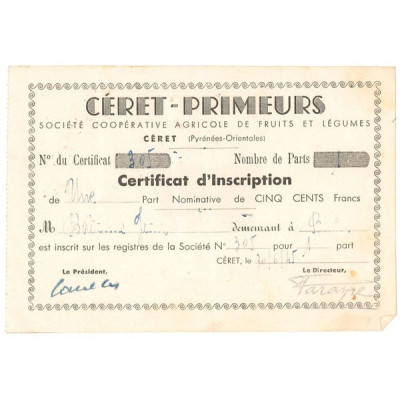 CÉRET-PRIMEURS
SOCIÉTÉ COOPÉRATIVE AGRICOLE DE FRUITS ET LÉGUMES
CÉRET (Pyrénées-Orientales)
N° du Certificat 305 Nombre de Parts 1
Certificat d'Inscription
de Une Part Nominative de CINQ CENTS Francs
M demeurant à
est inscrit sur les registres de la Société N° 305 pour 1 part
CÉRET, le
Le Président, Le Directeur,